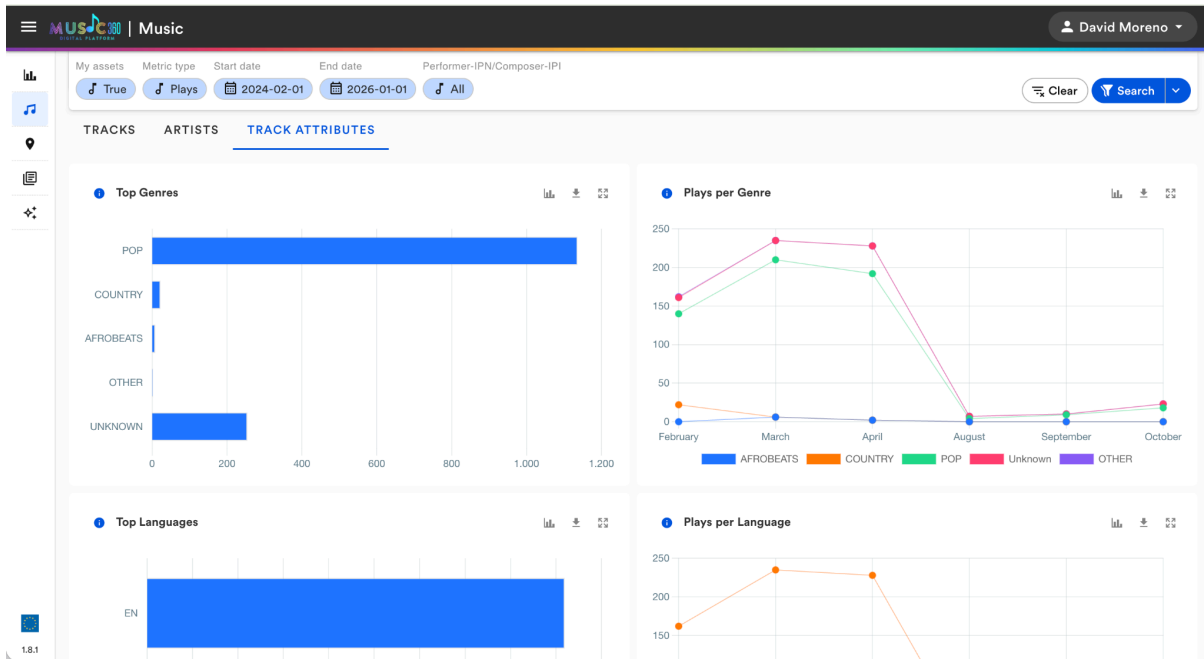 MUSIC360 | Music
DIGITAL PLATFORM
David Moreno
My assets Metric type Start date End date Performer-IPN/Composer-IPI
True Plays 2024-02-01 2026-01-01 All
Clear Search
TRACKS ARTISTS TRACK ATTRIBUTES
Top Genres
POP
COUNTRY
AFROBEATS
OTHER
UNKNOWN
0 200 400 600 800 1.000 1.200
Plays per Genre
250
200
150
100
50
0
February March April August September October
AFROBEATS COUNTRY POP Unknown OTHER
Top Languages
EN
Plays per Language
250
200
150
1.8.1